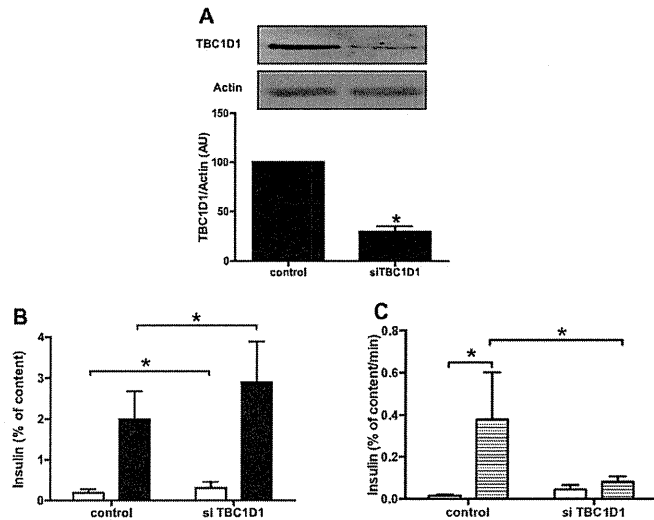 A
TBC1D1
Actin
TBC1D1/Actin (AU)
150
100
50
0
*
control
siTBC1D1
B
Insulin (% of content)
4
3
2
1
0
*
*
control
si TBC1D1
C
Insulin (% of content/min)
0.8
0.6
0.4
0.2
0.0
*
*
control
si TBC1D1